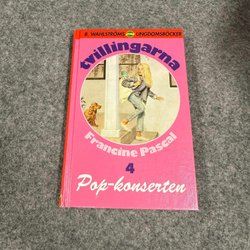 B. WAHLSTRÖMS UNGDOMSBÖCKER
tvillingarna
Francine Pascal
4
Pop-konserten